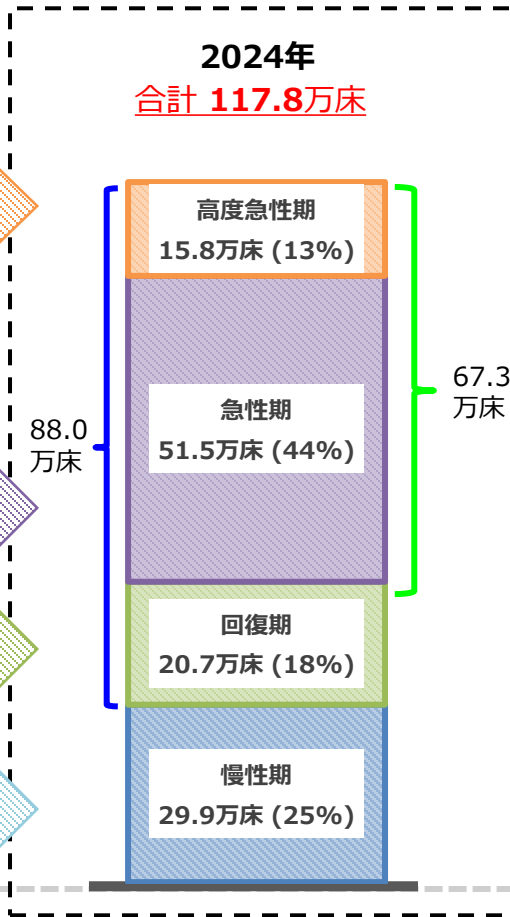 2024年
合計 117.8万床
高度急性期
15.8万床 (13%)
67.3
万床
急性期
51.5万床 (44%)
88.0
万床
回復期
20.7万床 (18%)
慢性期
29.9万床 (25%)